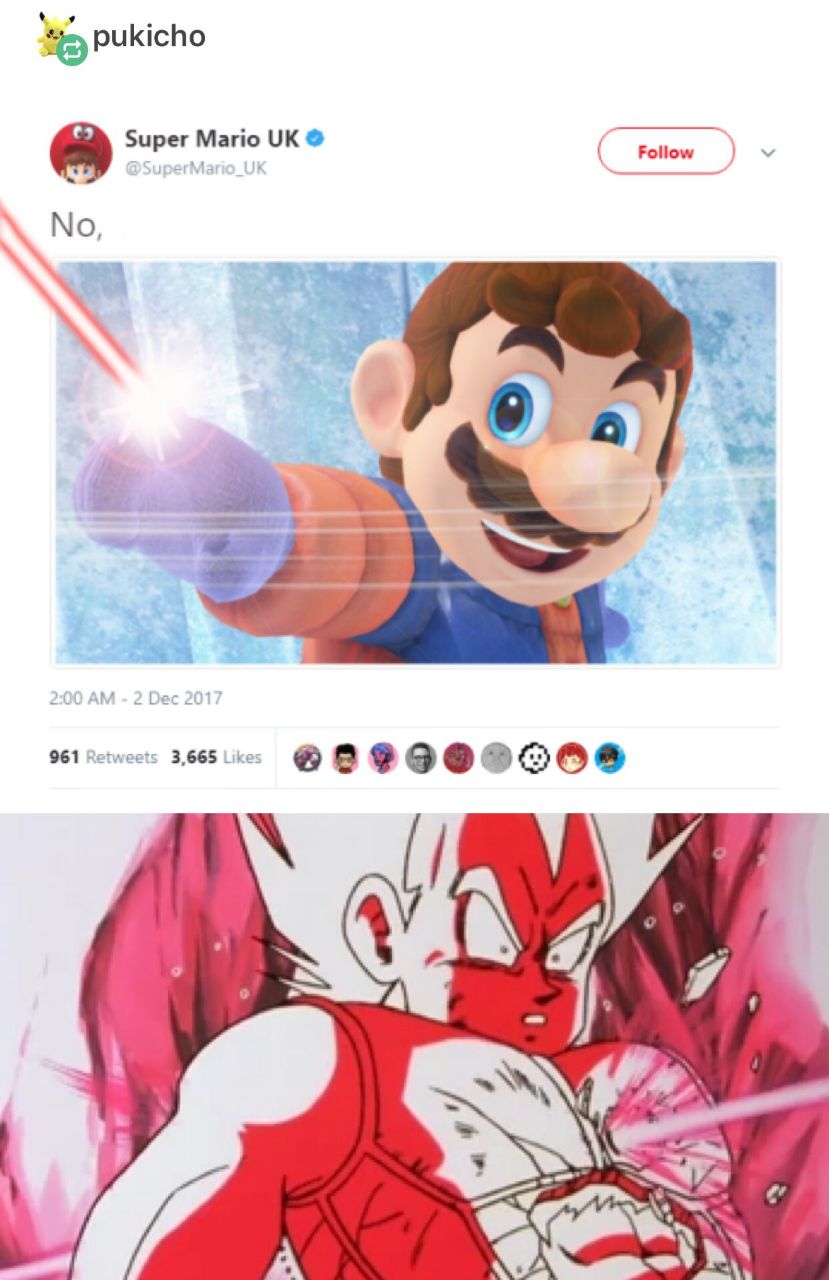 pukicho
Super Mario UK
@SuperMario_UK
Follow
No,
2:00 AM - 2 Dec 2017
961 Retweets 3,665 Likes